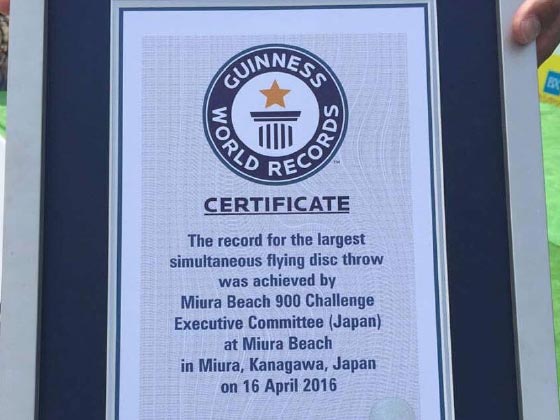 GUINNESS
WORLD RECORDS
TM
CERTIFICATE
The record for the largest
simultaneous flying disc throw
was achieved by
Miura Beach 900 Challenge
Executive Committee (Japan)
at Miura Beach
in Miura, Kanagawa, Japan
on 16 April 2016